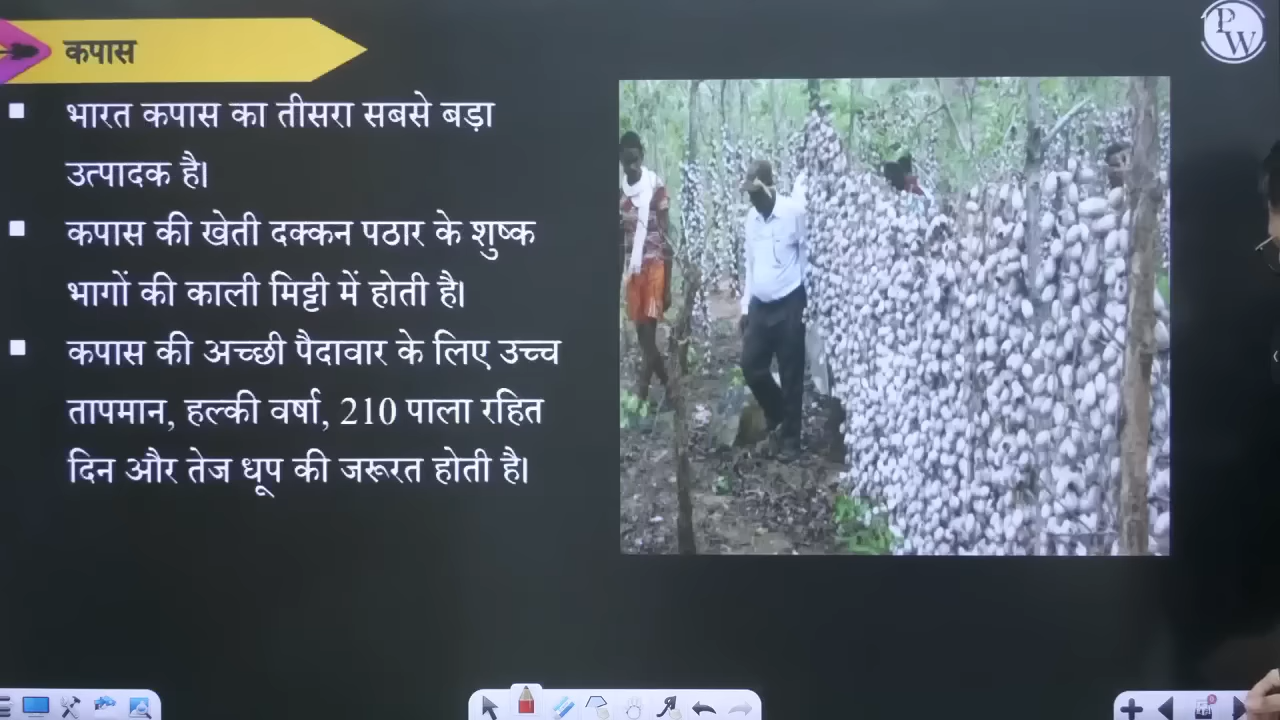 कपास
PW
भारत कपास का तीसरा सबसे बड़ा
उत्पादक है।
कपास की खेती दक्कन पठार के शुष्क
भागों की काली मिट्टी में होती है।
कपास की अच्छी पैदावार के लिए उच्च
तापमान, हल्की वर्षा, 210 पाला रहित
दिन और तेज धूप की जरूरत होती है।